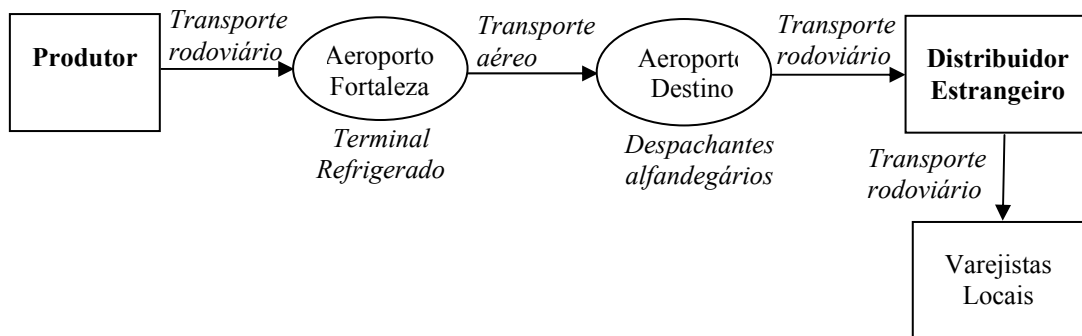 Produtor
Transporte
rodoviário
Aeroporto
Fortaleza
Terminal
Refrigerado
Transporte
aéreo
Aeroporto
Destino
Despachantes
alfandegários
Transporte
rodoviário
Distribuidor
Estrangeiro
Transporte
rodoviário
Varejistas
Locais